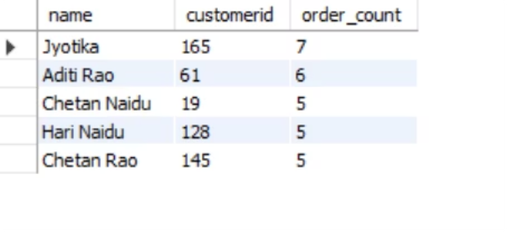 name customerid order_count
Jyotika 165 7
Aditi Rao 61 6
Chetan Naidu 19 5
Hari Naidu 128 5
Chetan Rao 145 5